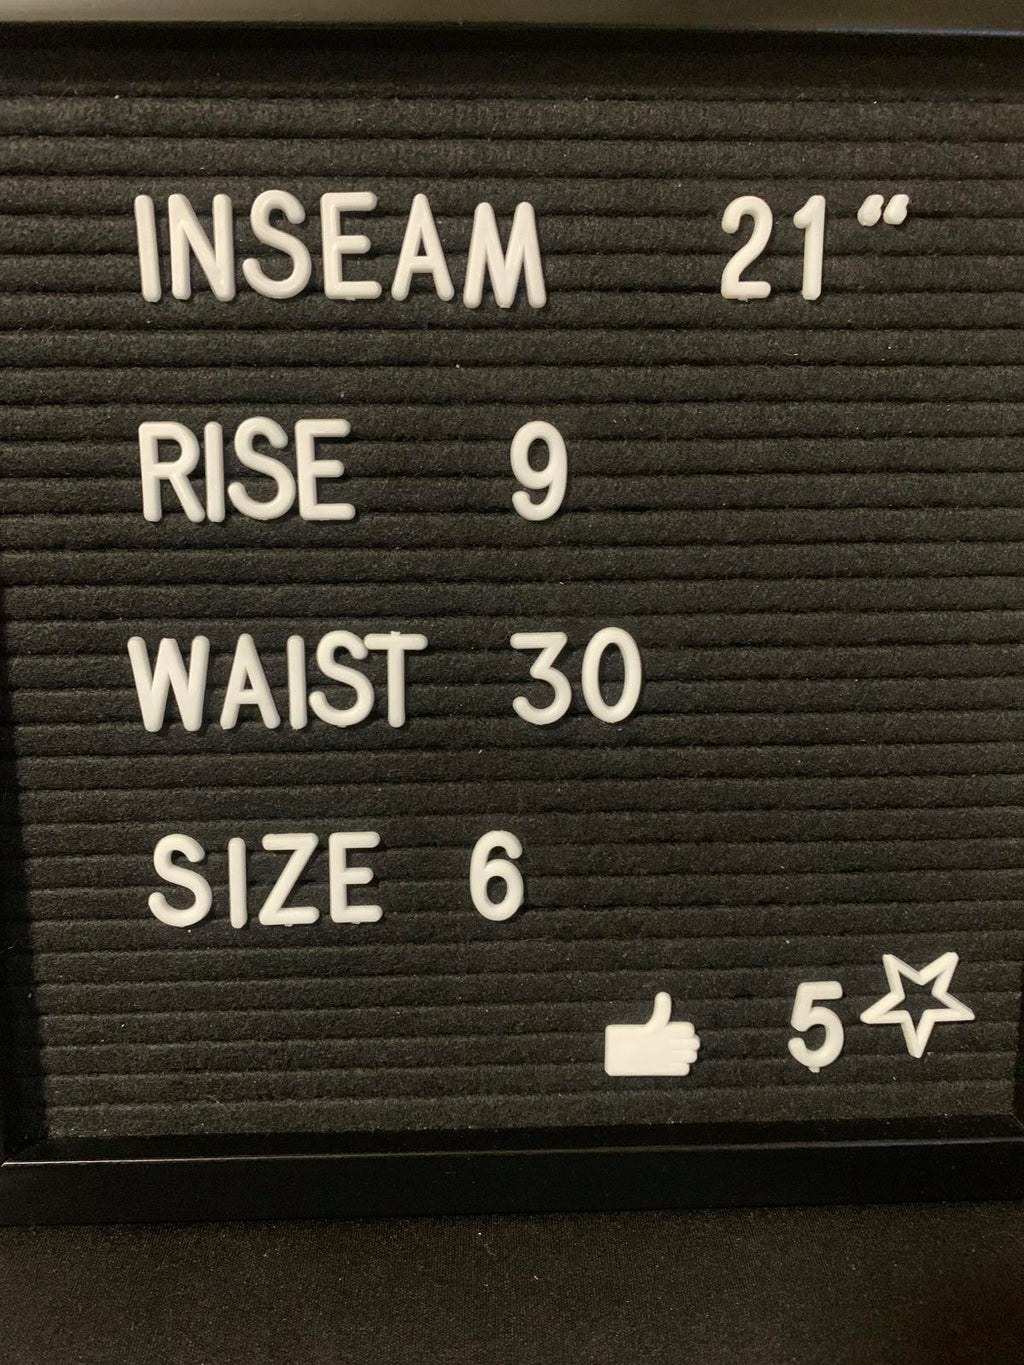 INSEAM 21“
RISE 9
WAIST 30
SIZE 6
👍 5☆